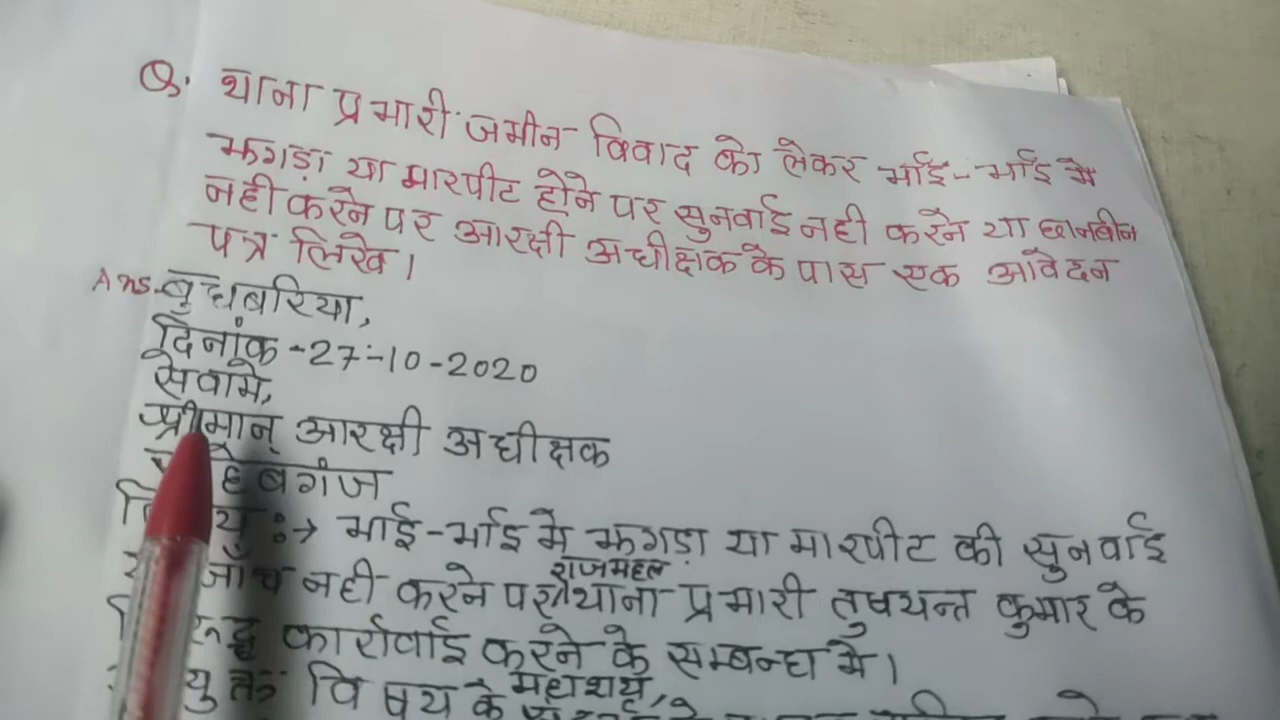 Q. थाना प्रभारी जमीन विवाद को लेकर भाई-भाई मे
झगड़ा या मारपीट होने पर सुनवाई नही करने या छानबीन
नही करने पर आरक्षी अधीक्षक के पास एक आवेदन
पत्र लिखे।
Ans. बुधबरिया,
दिनांक -27-10-2020
सेवामे,
श्रीमान् आरक्षी अधीक्षक
हेबगंज
:→ भाई-भाई मे झगड़ा या मारपीट की सुनवाई
जाँच नही करने पर राजमहल थाना प्रभारी तुषयन्त कुमार के
कारोवाई करने के सम्बन्ध मे।
महाशय,
विषय के